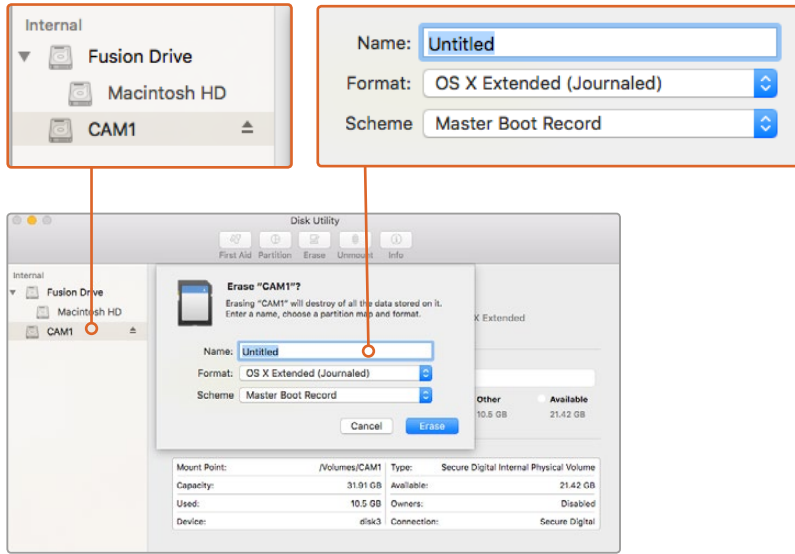 Internal
Fusion Drive
Macintosh HD
CAM1
Name: Untitled
Format: OS X Extended (Journaled)
Scheme Master Boot Record
Disk Utility
First Aid Partition Erase Unmount Info
Internal
Fusion Drive
Macintosh HD
CAM1
Erase “CAM1”?
Erasing “CAM1” will destroy of all the data stored on it.
Enter a name, choose a partition map and format.
X Extended
Name: Untitled
Format: OS X Extended (Journaled)
Scheme Master Boot Record
Other Available
10.5 GB 21.42 GB
Cancel Erase
Mount Point: /Volumes/CAM1 Type: Secure Digital Internal Physical Volume
Capacity: 31.91 GB Available: 21.42 GB
Used: 10.5 GB Owners: Disabled
Device: disk3 Connection: Secure Digital